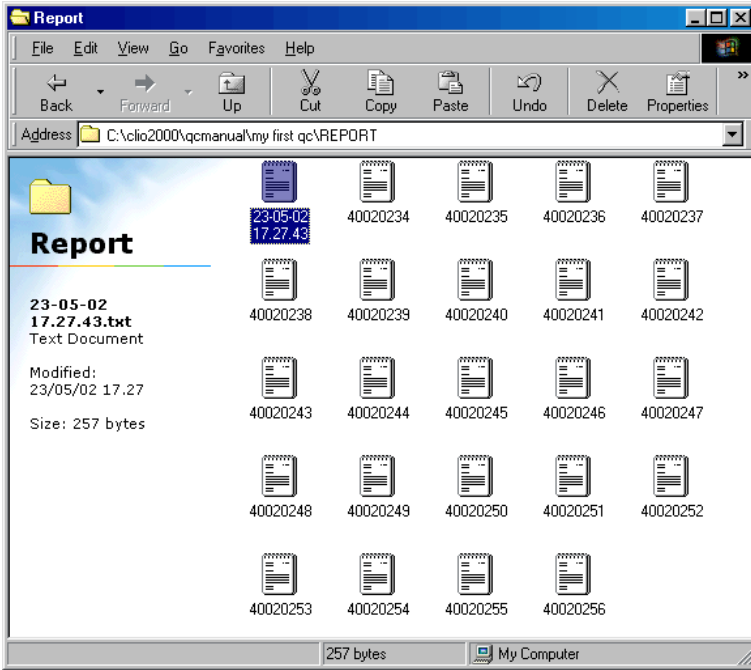 Report
File Edit View Go Favorites Help
Back Forward Up Cut Copy Paste Undo Delete Properties »
Address C:\clio2000\qcmanual\my first qc\REPORT
Report
23-05-02
17.27.43.txt
Text Document
Modified:
23/05/02 17.27
Size: 257 bytes
23-05-02
17.27.43
40020234 40020235 40020236 40020237
40020238 40020239 40020240 40020241 40020242
40020243 40020244 40020245 40020246 40020247
40020248 40020249 40020250 40020251 40020252
40020253 40020254 40020255 40020256
257 bytes My Computer